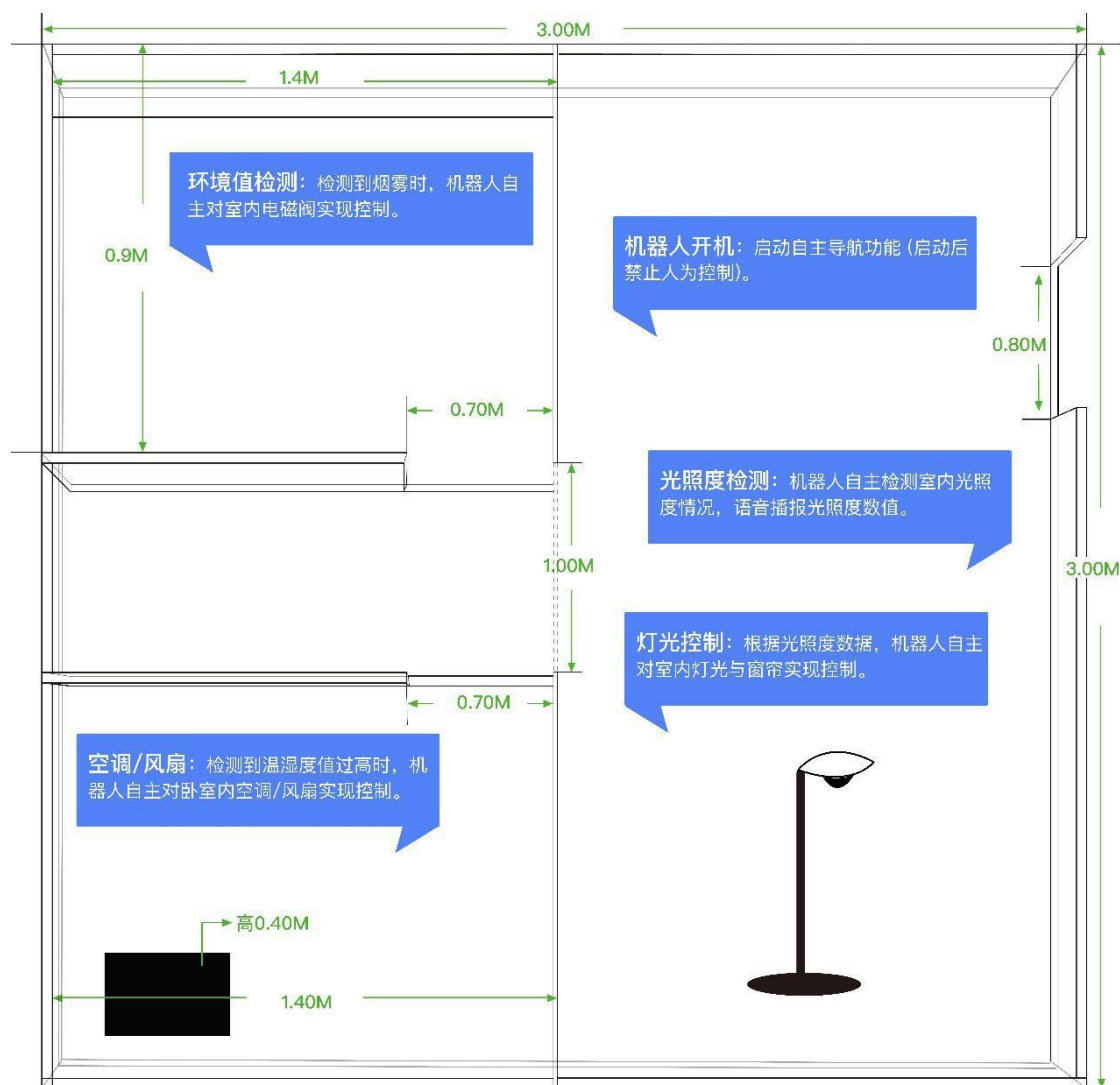 3.00M
1.4M
环境值检测：检测到烟雾时，机器人自
主对室内电磁阀实现控制。
0.9M
机器人开机：启动自主导航功能（启动后
禁止人为控制）。
0.80M
0.70M
光照度检测：机器人自主检测室内光照
度情况，语音播报光照度数值。
1.00M
3.00M
灯光控制：根据光照度数据，机器人自主
对室内灯光与窗帘实现控制。
0.70M
空调/风扇：检测到温湿度值过高时，机
器人自主对卧室内空调/风扇实现控制。
高0.40M
1.40M